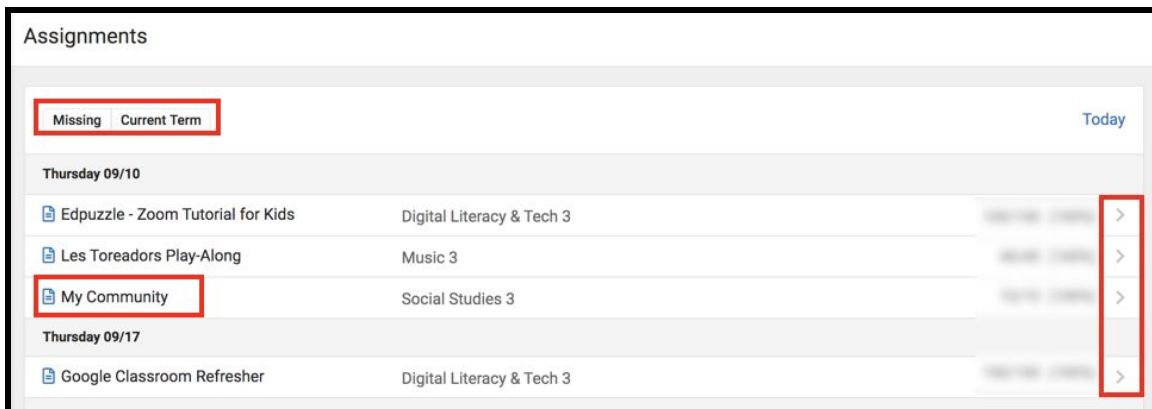 Assignments
Missing Current Term Today
Thursday 09/10
Edpuzzle - Zoom Tutorial for Kids Digital Literacy & Tech 3
Les Toreadors Play-Along Music 3
My Community Social Studies 3
Thursday 09/17
Google Classroom Refresher Digital Literacy & Tech 3